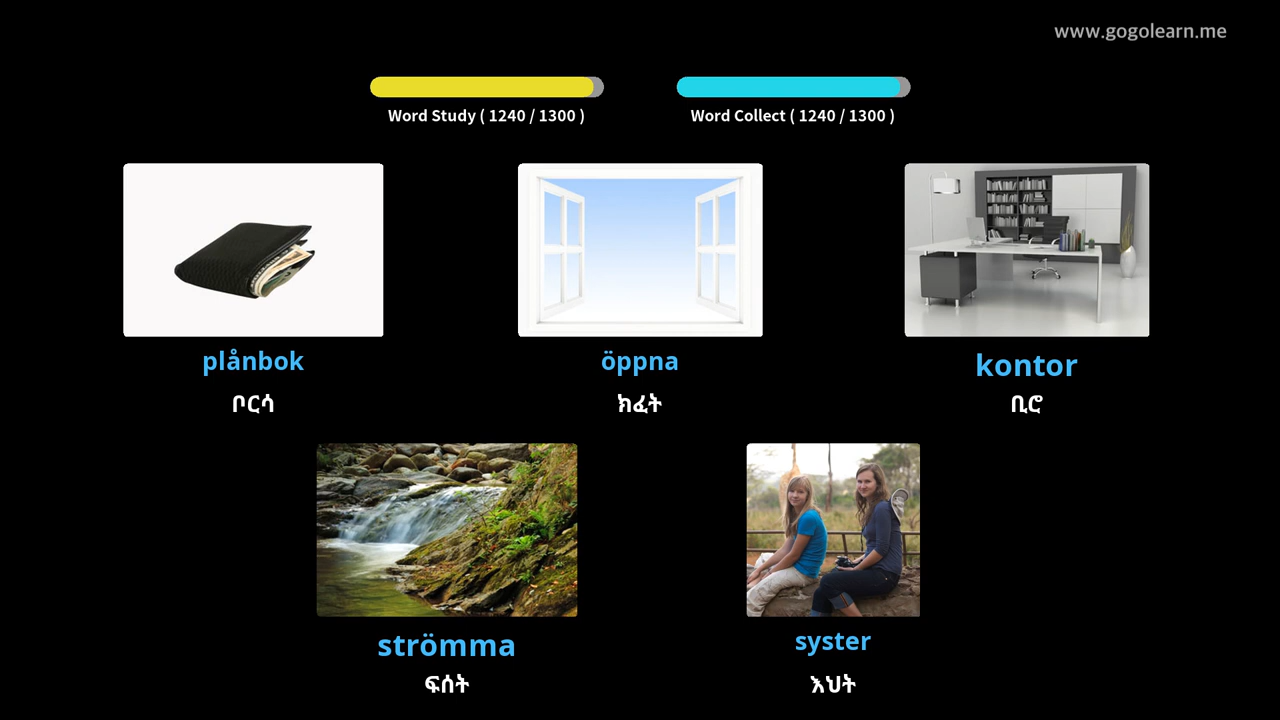 www.gogolearn.me
Word Study ( 1240 / 1300 )
Word Collect ( 1240 / 1300 )
plånbok
ቦርሳ
öppna
ክፈት
kontor
ቢሮ
strömma
ፍሰት
syster
እህት